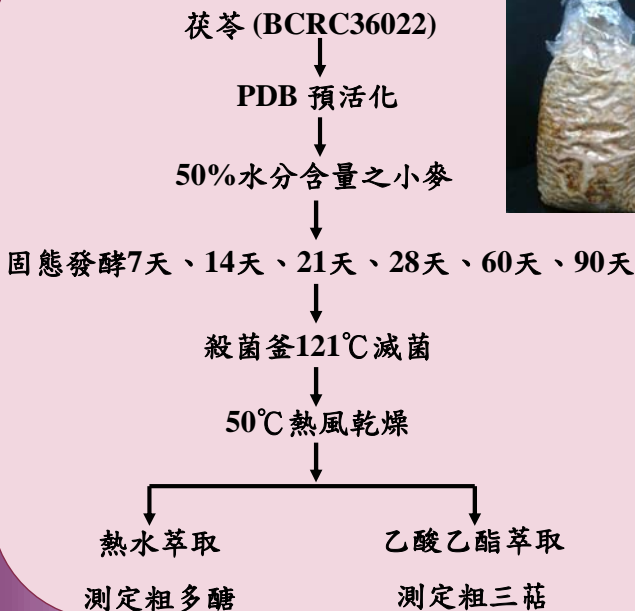 茯苓 (BCRC36022)
PDB 預活化
50%水分含量之小麥
固態發酵7天、14天、21天、28天、60天、90天
殺菌釜121℃滅菌
50℃熱風乾燥
熱水萃取
乙酸乙酯萃取
測定粗多醣
測定粗三萜